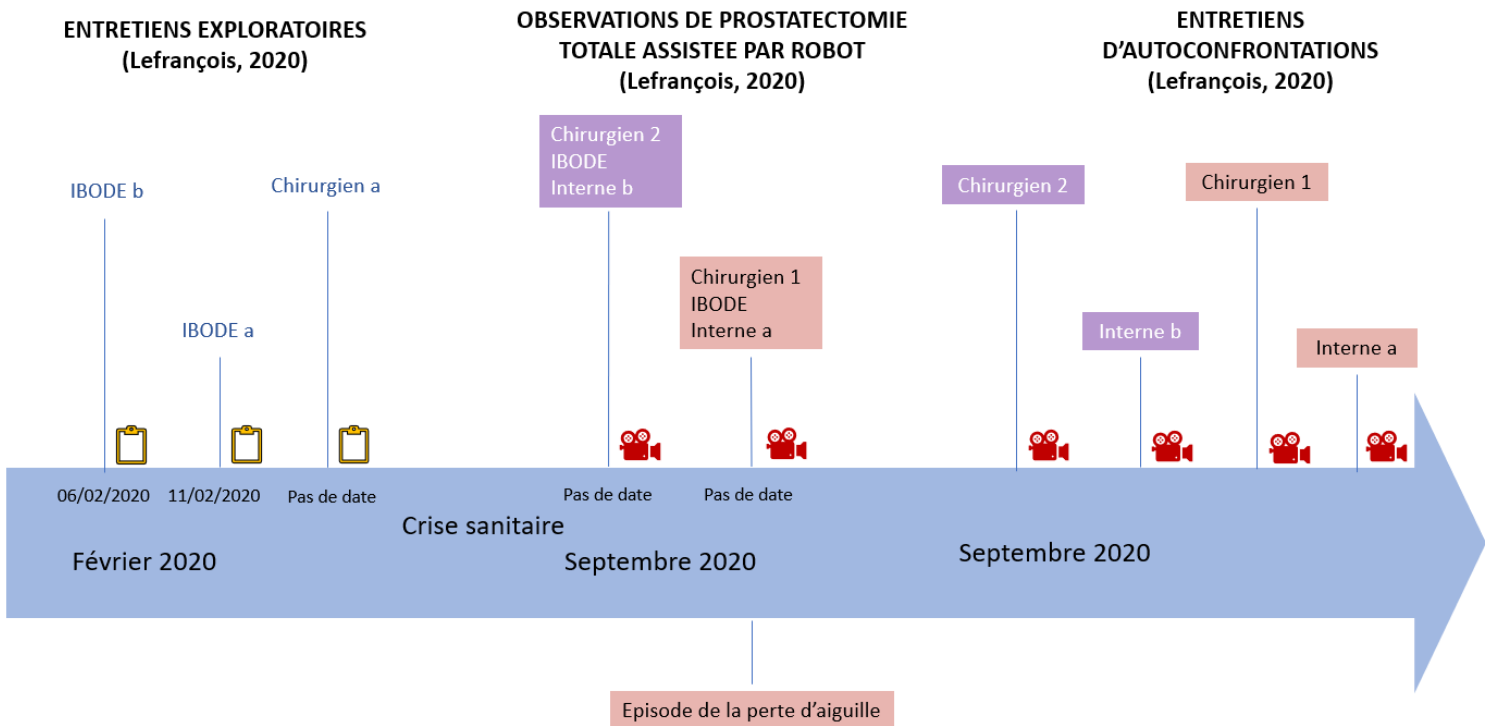 ENTRETIENS EXPLORATOIRES
(Lefrançois, 2020)
OBSERVATIONS DE PROSTATECTOMIE
TOTALE ASSISTEE PAR ROBOT
(Lefrançois, 2020)
ENTRETIENS
D’AUTOCONFRONTATIONS
(Lefrançois, 2020)
IBODE b
IBODE a
Chirurgien a
Chirurgien 2
IBODE
Interne b
Chirurgien 1
IBODE
Interne a
Chirurgien 2
Interne b
Chirurgien 1
Interne a
06/02/2020
11/02/2020
Pas de date
Pas de date
Pas de date
Crise sanitaire
Février 2020
Septembre 2020
Septembre 2020
Episode de la perte d’aiguille